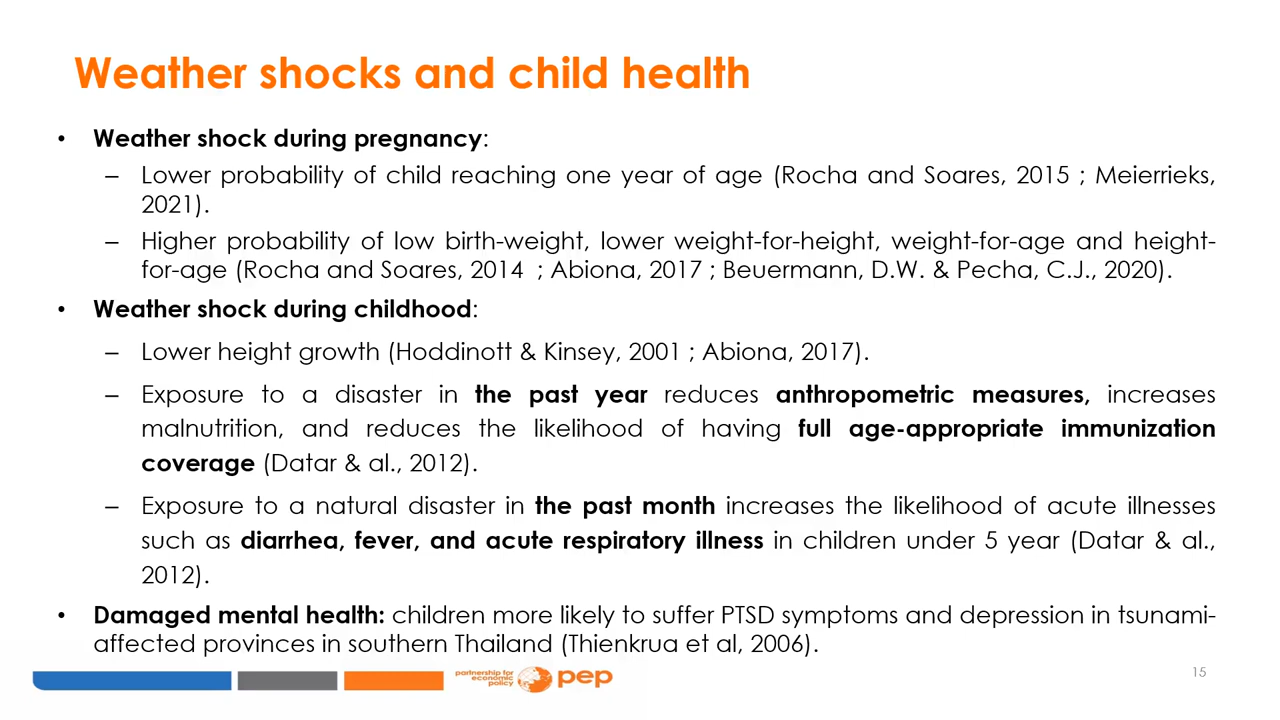 Weather shocks and child health
• Weather shock during pregnancy:
– Lower probability of child reaching one year of age (Rocha and Soares, 2015 ; Meierrieks,
2021).
– Higher probability of low birth-weight, lower weight-for-height, weight-for-age and height-
for-age (Rocha and Soares, 2014 ; Abiona, 2017 ; Beuermann, D.W. & Pecha, C.J., 2020).
• Weather shock during childhood:
– Lower height growth (Hoddinott & Kinsey, 2001 ; Abiona, 2017).
– Exposure to a disaster in the past year reduces anthropometric measures, increases
malnutrition, and reduces the likelihood of having full age-appropriate immunization
coverage (Datar & al., 2012).
– Exposure to a natural disaster in the past month increases the likelihood of acute illnesses
such as diarrhea, fever, and acute respiratory illness in children under 5 year (Datar & al.,
2012).
• Damaged mental health: children more likely to suffer PTSD symptoms and depression in tsunami-
affected provinces in southern Thailand (Thienkrua et al, 2006).
partnership for
economic
policy
pep
15